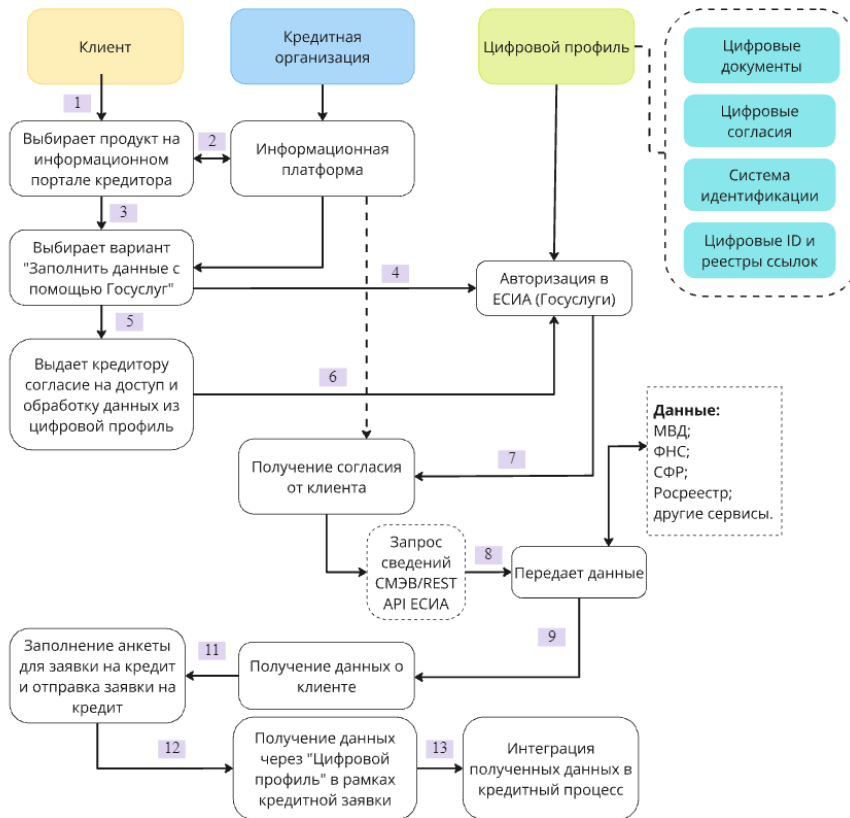 Клиент
Кредитная
организация
Цифровой профиль
Цифровые
документы
Цифровые
согласия
Система
идентификации
Цифровые ID и
реестры ссылок
1
Выбирает продукт на
информационном
портале кредитора
2
Информационная
платформа
3
Выбирает вариант
"Заполнить данные с
помощью Госуслуг"
4
Авторизация в
ЕСИА (Госуслуги)
5
Выдает кредитору
согласие на доступ и
обработку данных из
цифровой профиль
6
Данные:
МВД;
ФНС;
СФР;
Росреестр;
другие сервисы.
Получение согласия
от клиента
7
Запрос
сведений
СМЭВ/REST
API ЕСИА
8
Передает данные
9
Заполнение анкеты
для заявки на кредит
и отправка заявки на
кредит
11
Получение данных о
клиенте
12
Получение данных
через "Цифровой
профиль" в рамках
кредитной заявки
13
Интеграция
полученных данных в
кредитный процесс